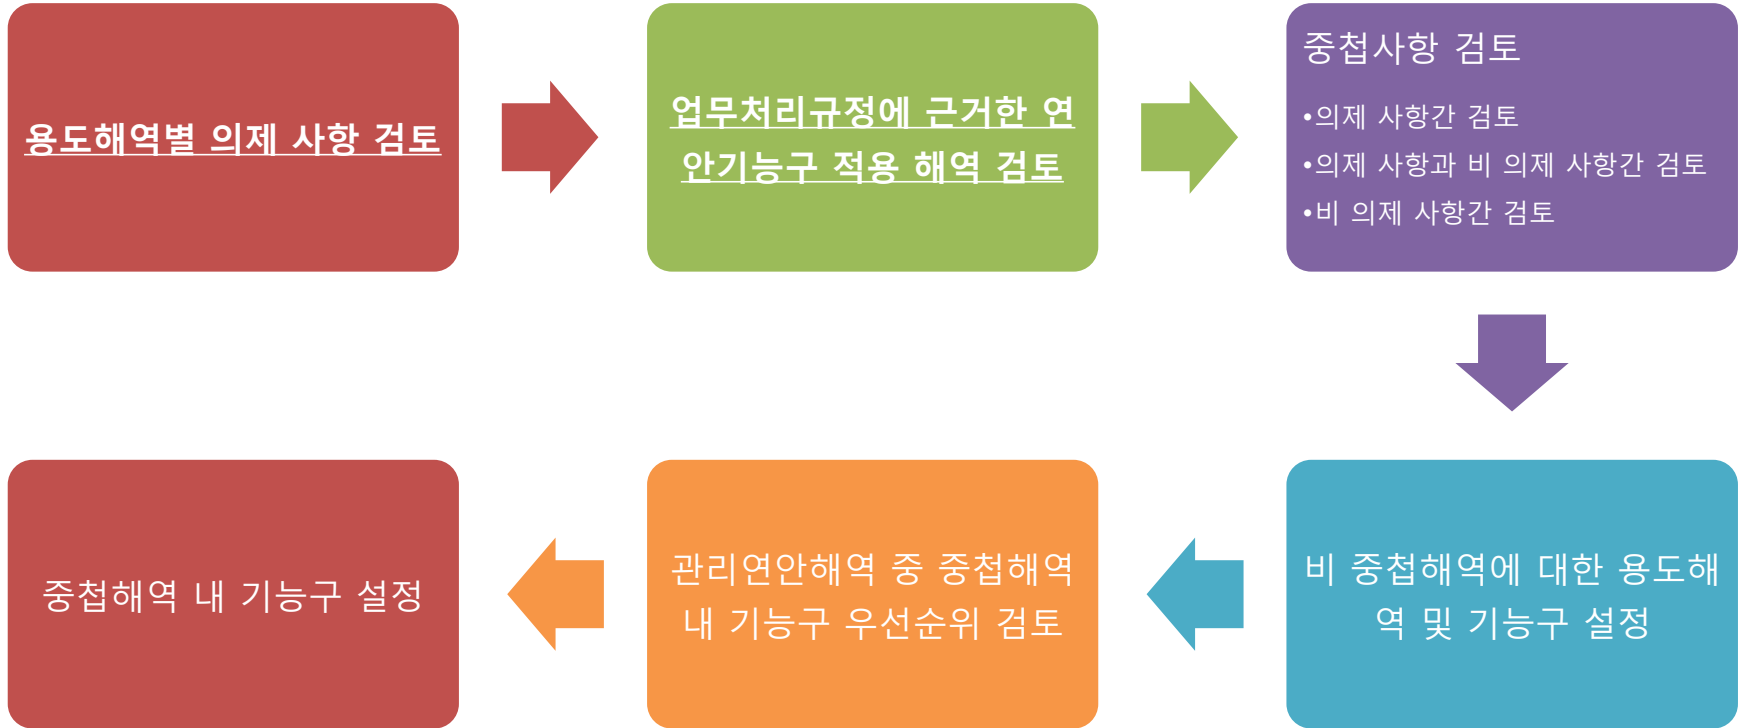 용도해역별 의제 사항 검토
업무처리규정에 근거한 연
안기능구 적용 해역 검토
중첩사항 검토
•의제 사항간 검토
•의제 사항과 비 의제 사항간 검토
•비 의제 사항간 검토
비 중첩해역에 대한 용도해
역 및 기능구 설정
관리연안해역 중 중첩해역
내 기능구 우선순위 검토
중첩해역 내 기능구 설정